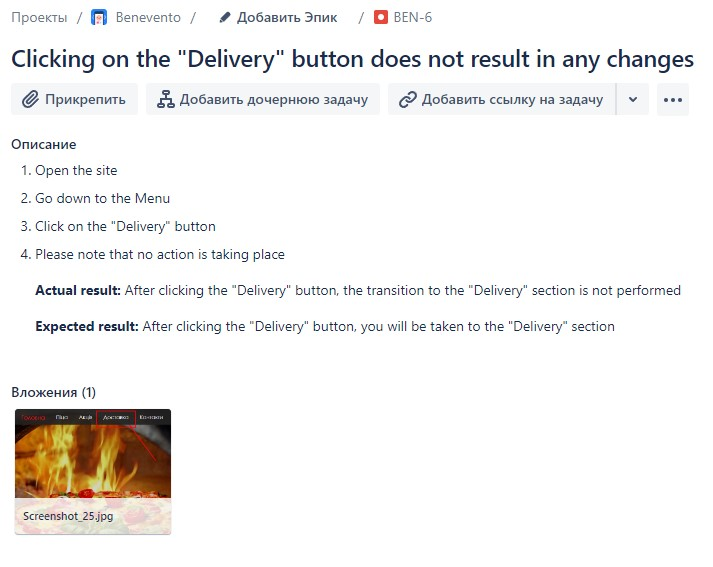 Проекты / Benevento / Добавить Эпик / BEN-6
Clicking on the "Delivery" button does not result in any changes
Прикрепить Добавить дочернюю задачу Добавить ссылку на задачу
Описание
1. Open the site
2. Go down to the Menu
3. Click on the "Delivery" button
4. Please note that no action is taking place
Actual result: After clicking the "Delivery" button, the transition to the "Delivery" section is not performed
Expected result: After clicking the "Delivery" button, you will be taken to the "Delivery" section
Вложения (1)
Головна Піца Акція Доставка Контакти
Screenshot_25.jpg